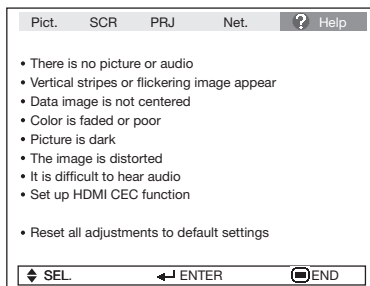 Pict. SCR PRJ Net. ? Help
• There is no picture or audio
• Vertical stripes or flickering image appear
• Data image is not centered
• Color is faded or poor
• Picture is dark
• The image is distorted
• It is difficult to hear audio
• Set up HDMI CEC function
• Reset all adjustments to default settings
SEL. ENTER END